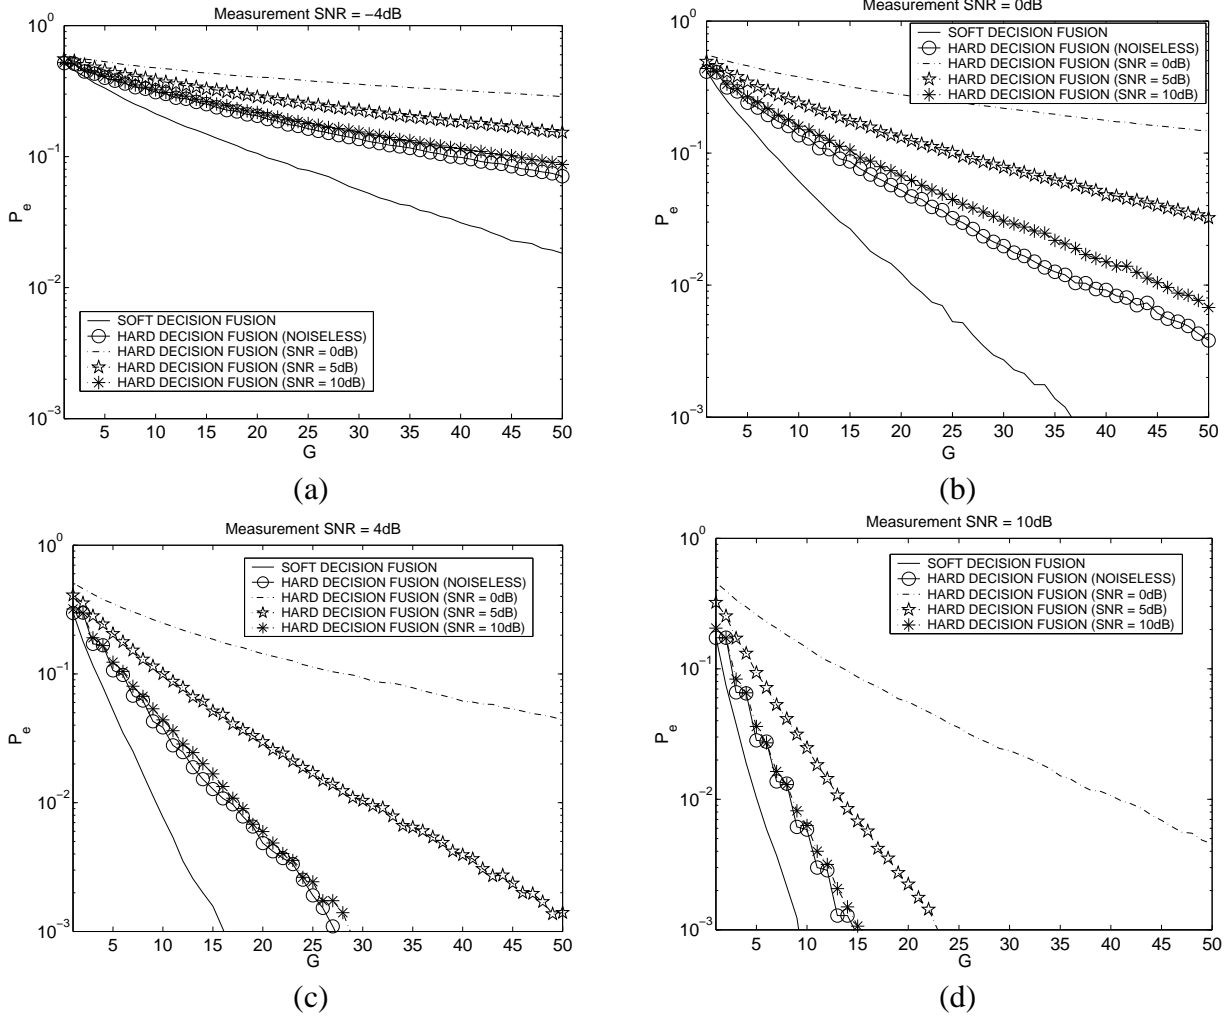 Measurement SNR = −4dB
10^0
10^−1
10^−2
10^−3
P_e
SOFT DECISION FUSION
HARD DECISION FUSION (NOISELESS)
HARD DECISION FUSION (SNR = 0dB)
HARD DECISION FUSION (SNR = 5dB)
HARD DECISION FUSION (SNR = 10dB)
5 10 15 20 25 30 35 40 45 50
G
(a)
Measurement SNR = 0dB
10^0
10^−1
10^−2
10^−3
P_e
SOFT DECISION FUSION
HARD DECISION FUSION (NOISELESS)
HARD DECISION FUSION (SNR = 0dB)
HARD DECISION FUSION (SNR = 5dB)
HARD DECISION FUSION (SNR = 10dB)
5 10 15 20 25 30 35 40 45 50
G
(b)
Measurement SNR = 4dB
10^0
10^−1
10^−2
10^−3
P_e
SOFT DECISION FUSION
HARD DECISION FUSION (NOISELESS)
HARD DECISION FUSION (SNR = 0dB)
HARD DECISION FUSION (SNR = 5dB)
HARD DECISION FUSION (SNR = 10dB)
5 10 15 20 25 30 35 40 45 50
G
(c)
Measurement SNR = 10dB
10^0
10^−1
10^−2
10^−3
P_e
SOFT DECISION FUSION
HARD DECISION FUSION (NOISELESS)
HARD DECISION FUSION (SNR = 0dB)
HARD DECISION FUSION (SNR = 5dB)
HARD DECISION FUSION (SNR = 10dB)
5 10 15 20 25 30 35 40 45 50
G
(d)